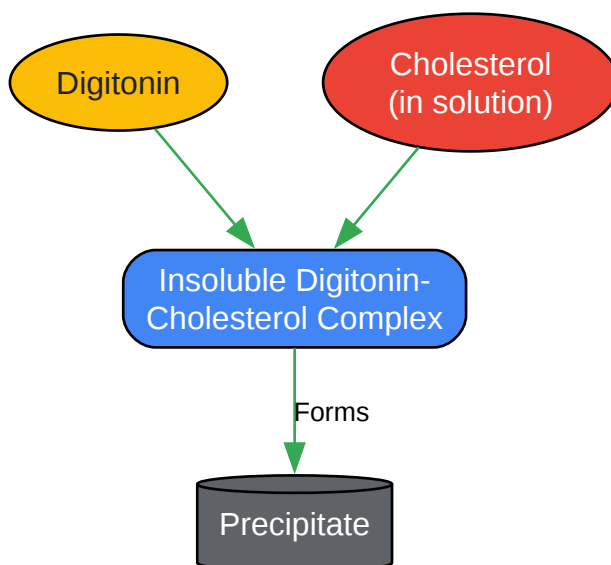 Digitonin
Cholesterol
(in solution)
Insoluble Digitonin-
Cholesterol Complex
Forms
Precipitate